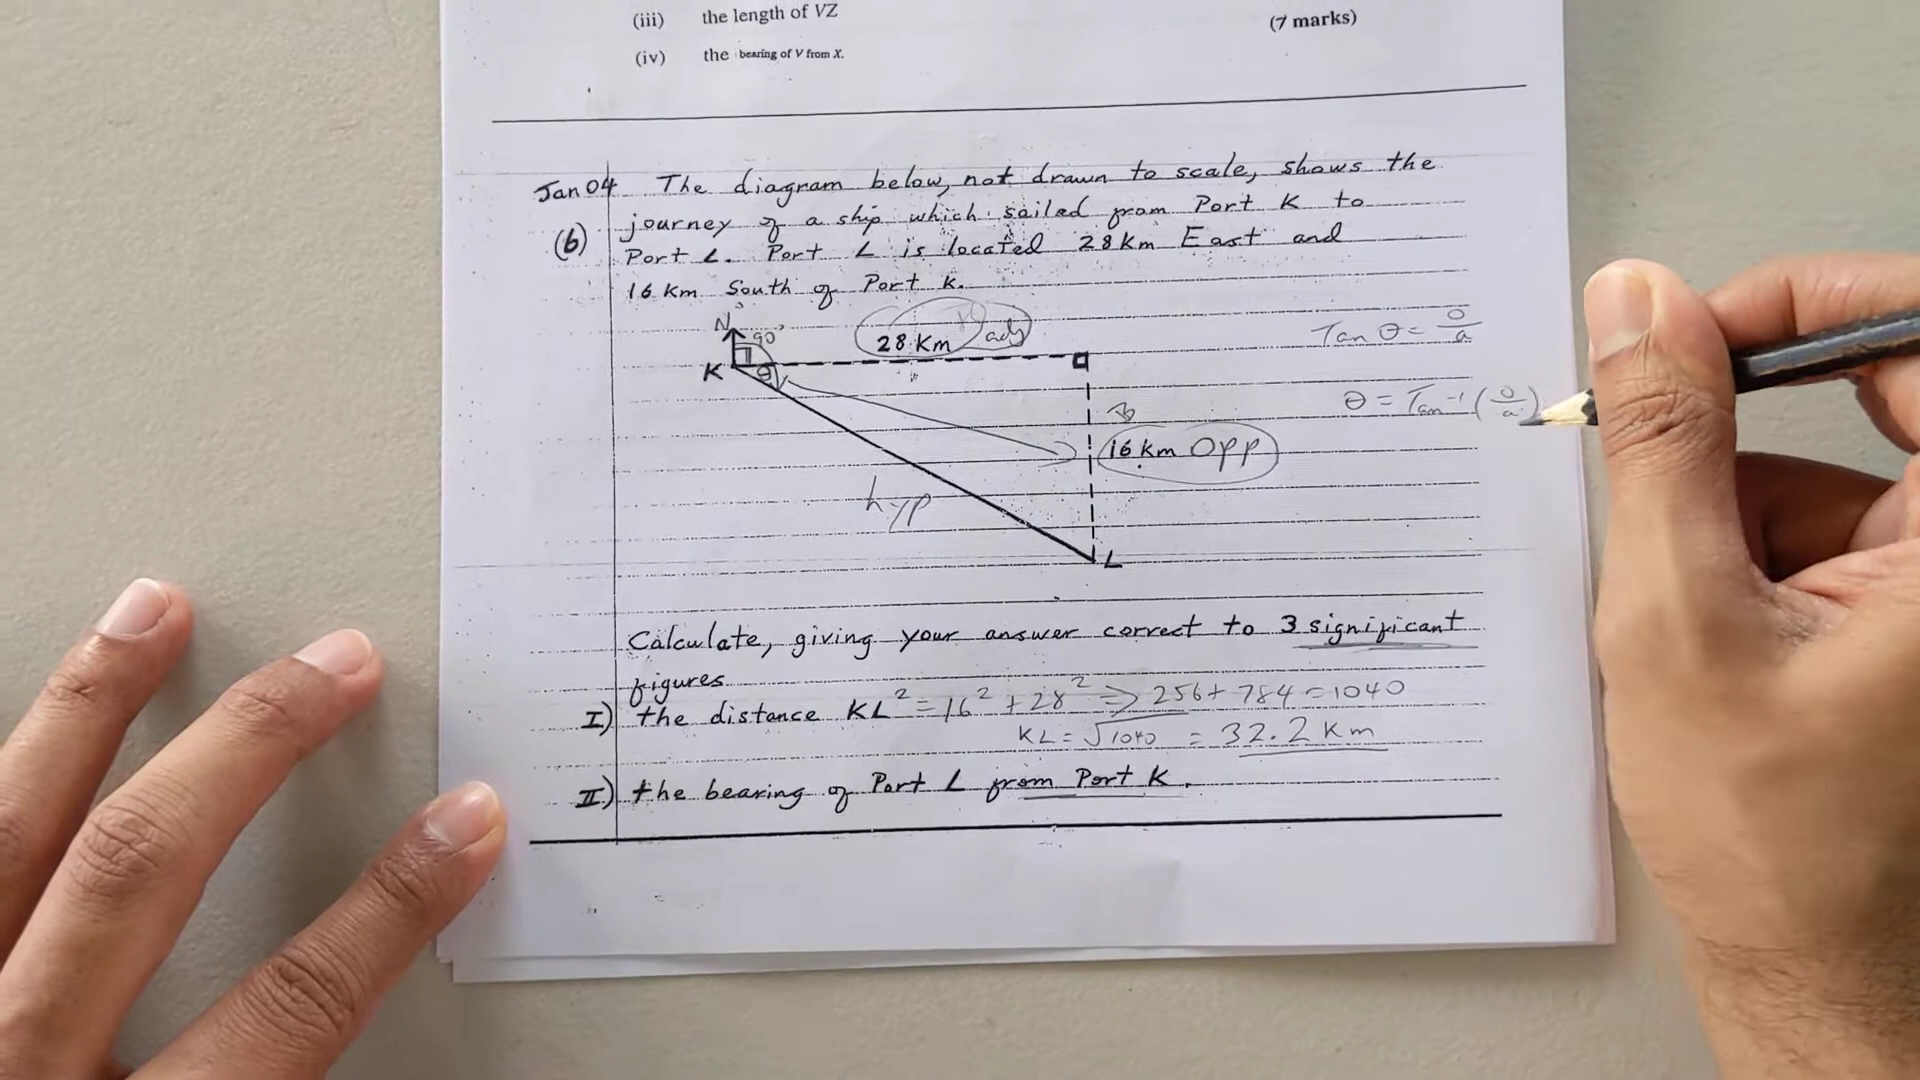 (iii) the length of VZ
(7 marks)
(iv) the bearing of V from X.
Jan 04 The diagram below, not drawn to scale, shows the
(b) journey of a ship which sailed from Port K to
Port L. Port L is located 28 Km East and
16 Km South of Port K.
N 90°
28 Km adj
Tan θ = o/a
K θ
θ = Tan⁻¹ (o/a)
16 km Opp
hyp
L
Calculate, giving your answer correct to 3 significant
figures
I) the distance KL² = 16² + 28² => 256 + 784 = 1040
KL = √1040 = 32.2 Km
II) the bearing of Port L from Port K.